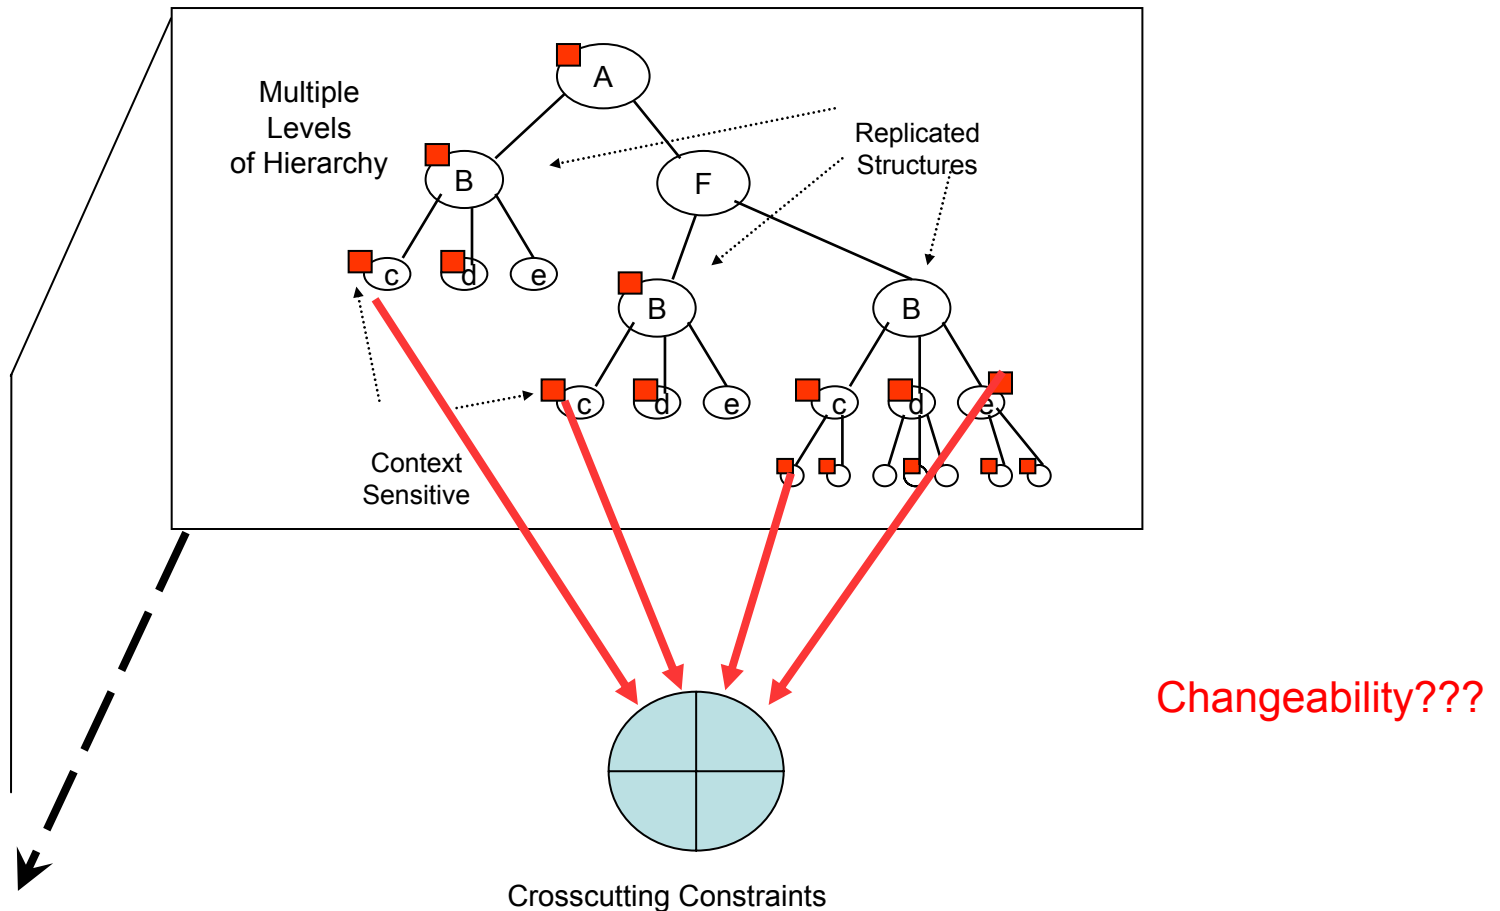 A
Multiple
Levels
of Hierarchy
Replicated
Structures
B
F
c
d
e
B
B
c
d
e
c
d
e
Context
Sensitive
Changeability???
Crosscutting Constraints